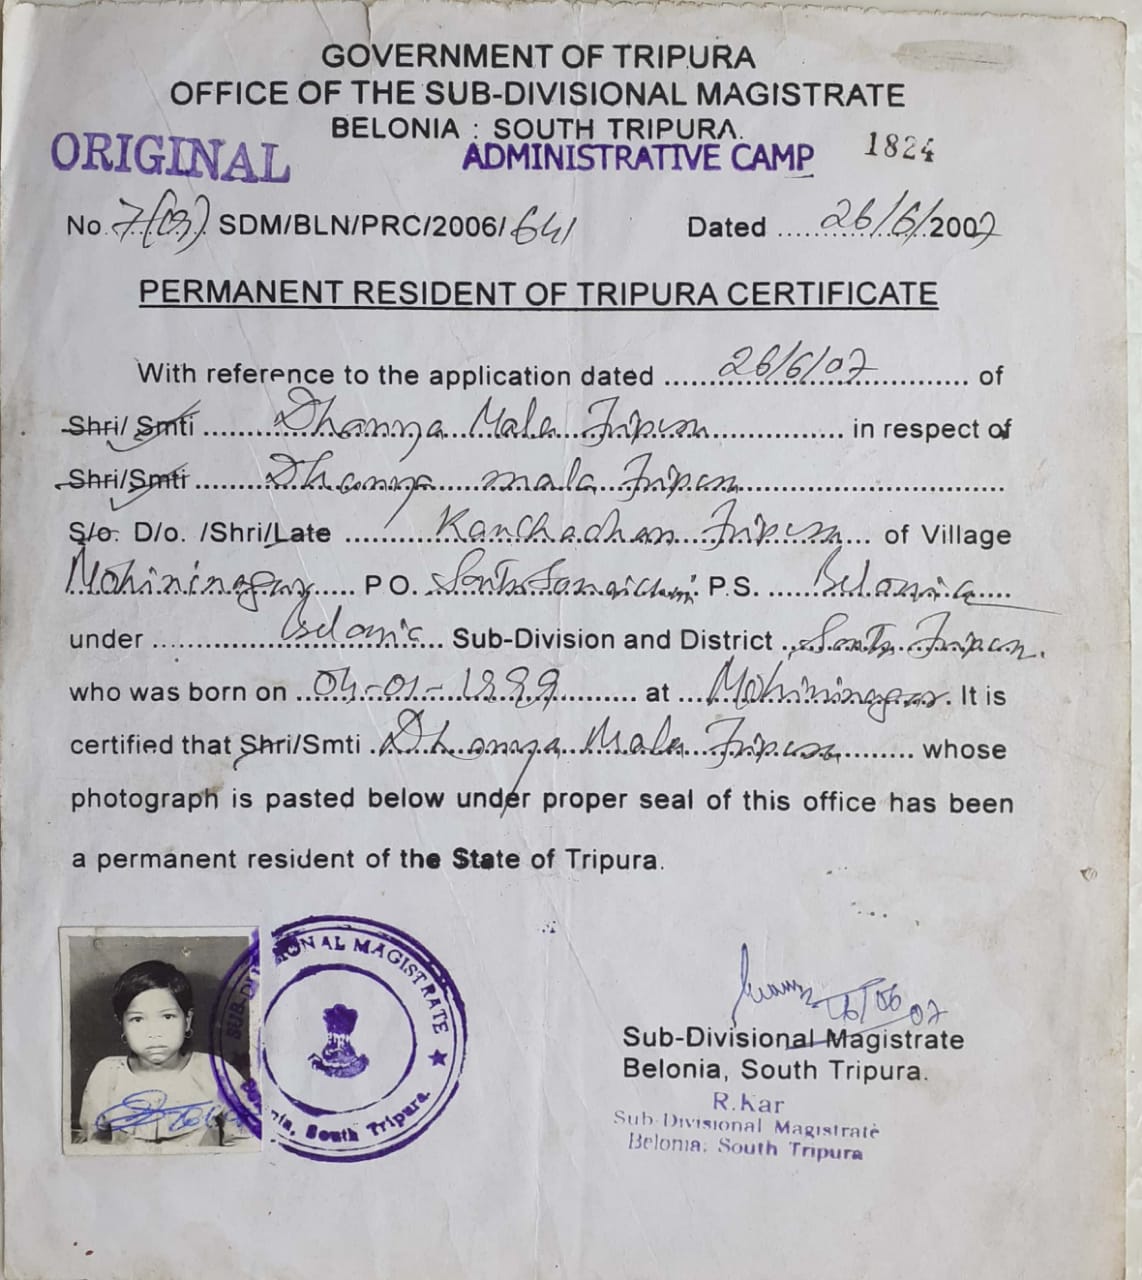 GOVERNMENT OF TRIPURA
OFFICE OF THE SUB-DIVISIONAL MAGISTRATE
BELONIA : SOUTH TRIPURA.
ORIGINAL
ADMINISTRATIVE CAMP
1824
No. 7(03) SDM/BLN/PRC/2006/641 Dated ....26/6/2007
PERMANENT RESIDENT OF TRIPURA CERTIFICATE
With reference to the application dated ....26/6/07.... of
Shri/ Smti ....Dhanya Mala Tripura.... in respect of
Shri/Smti ....Dhanya mala Tripura....
S/o. D/o. /Shri/Late ....Kanchadhan Tripura.... of Village
Mohininagar.... P O. South P.S. ....Belonia....
under ....Belonia.... Sub-Division and District ..South Tripura.
who was born on ..04-01-1999.... at ...Mohininagar. It is
certified that Shri/Smti .Dhanya Mala Tripura.... whose
photograph is pasted below under proper seal of this office has been
a permanent resident of the State of Tripura.
SUB-DIVISIONAL MAGISTRATE ★
Belonia, South Tripura.
26/06/07
Sub-Divisional Magistrate
Belonia, South Tripura.
R.Kar
Sub-Divisional Magistrate
Belonia, South Tripura